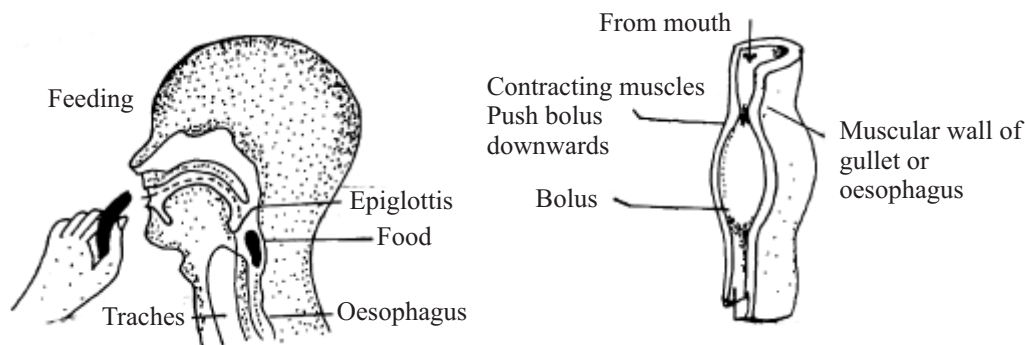 Feeding
Epiglottis
Food
Traches
Oesophagus
From mouth
Contracting muscles
Push bolus
downwards
Muscular wall of
gullet or
oesophagus
Bolus